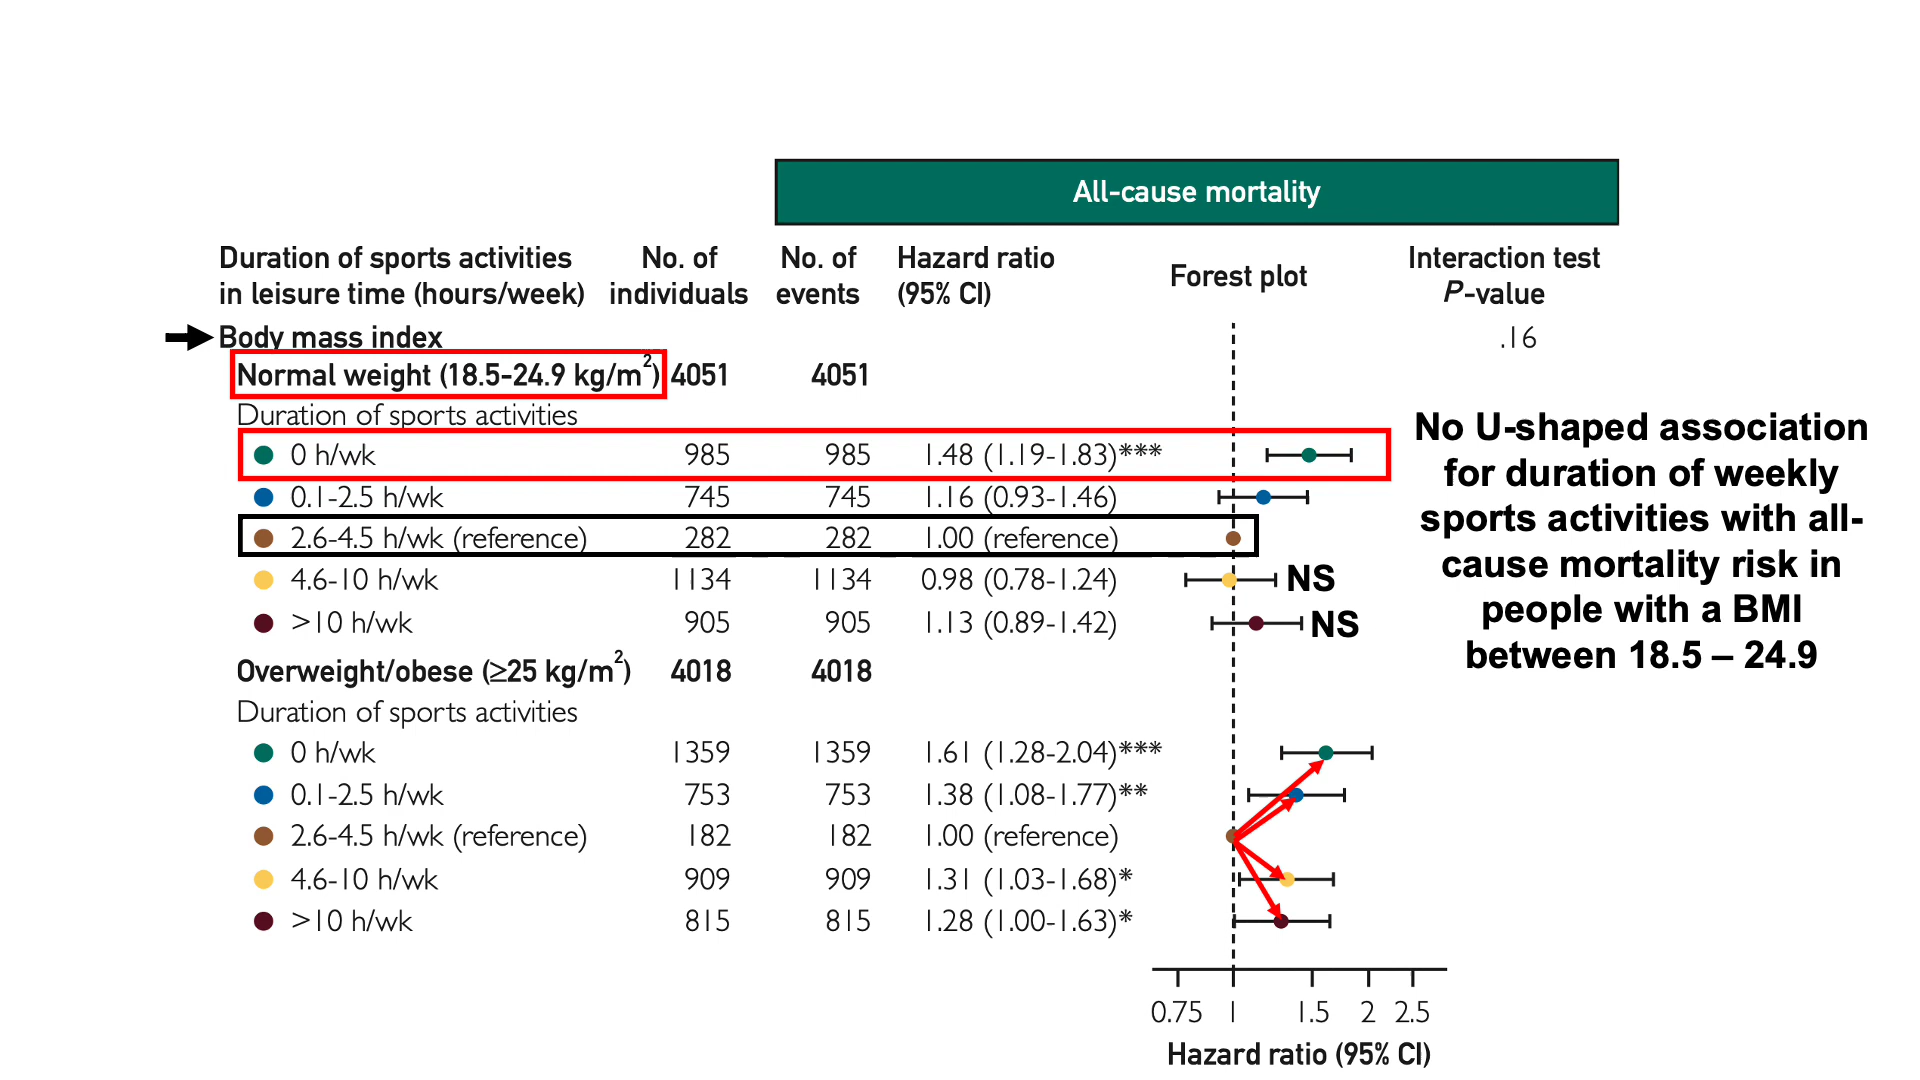 All-cause mortality
Duration of sports activities in leisure time (hours/week) No. of individuals No. of events Hazard ratio (95% CI) Forest plot Interaction test P-value
Body mass index .16
Normal weight (18.5-24.9 kg/m²) 4051 4051
Duration of sports activities
0 h/wk 985 985 1.48 (1.19-1.83)***
0.1-2.5 h/wk 745 745 1.16 (0.93-1.46)
2.6-4.5 h/wk (reference) 282 282 1.00 (reference)
4.6-10 h/wk 1134 1134 0.98 (0.78-1.24) NS
>10 h/wk 905 905 1.13 (0.89-1.42) NS
Overweight/obese (≥25 kg/m²) 4018 4018
Duration of sports activities
0 h/wk 1359 1359 1.61 (1.28-2.04)***
0.1-2.5 h/wk 753 753 1.38 (1.08-1.77)**
2.6-4.5 h/wk (reference) 182 182 1.00 (reference)
4.6-10 h/wk 909 909 1.31 (1.03-1.68)*
>10 h/wk 815 815 1.28 (1.00-1.63)*
0.75 1 1.5 2 2.5
Hazard ratio (95% CI)
No U-shaped association
for duration of weekly
sports activities with all-
cause mortality risk in
people with a BMI
between 18.5 – 24.9